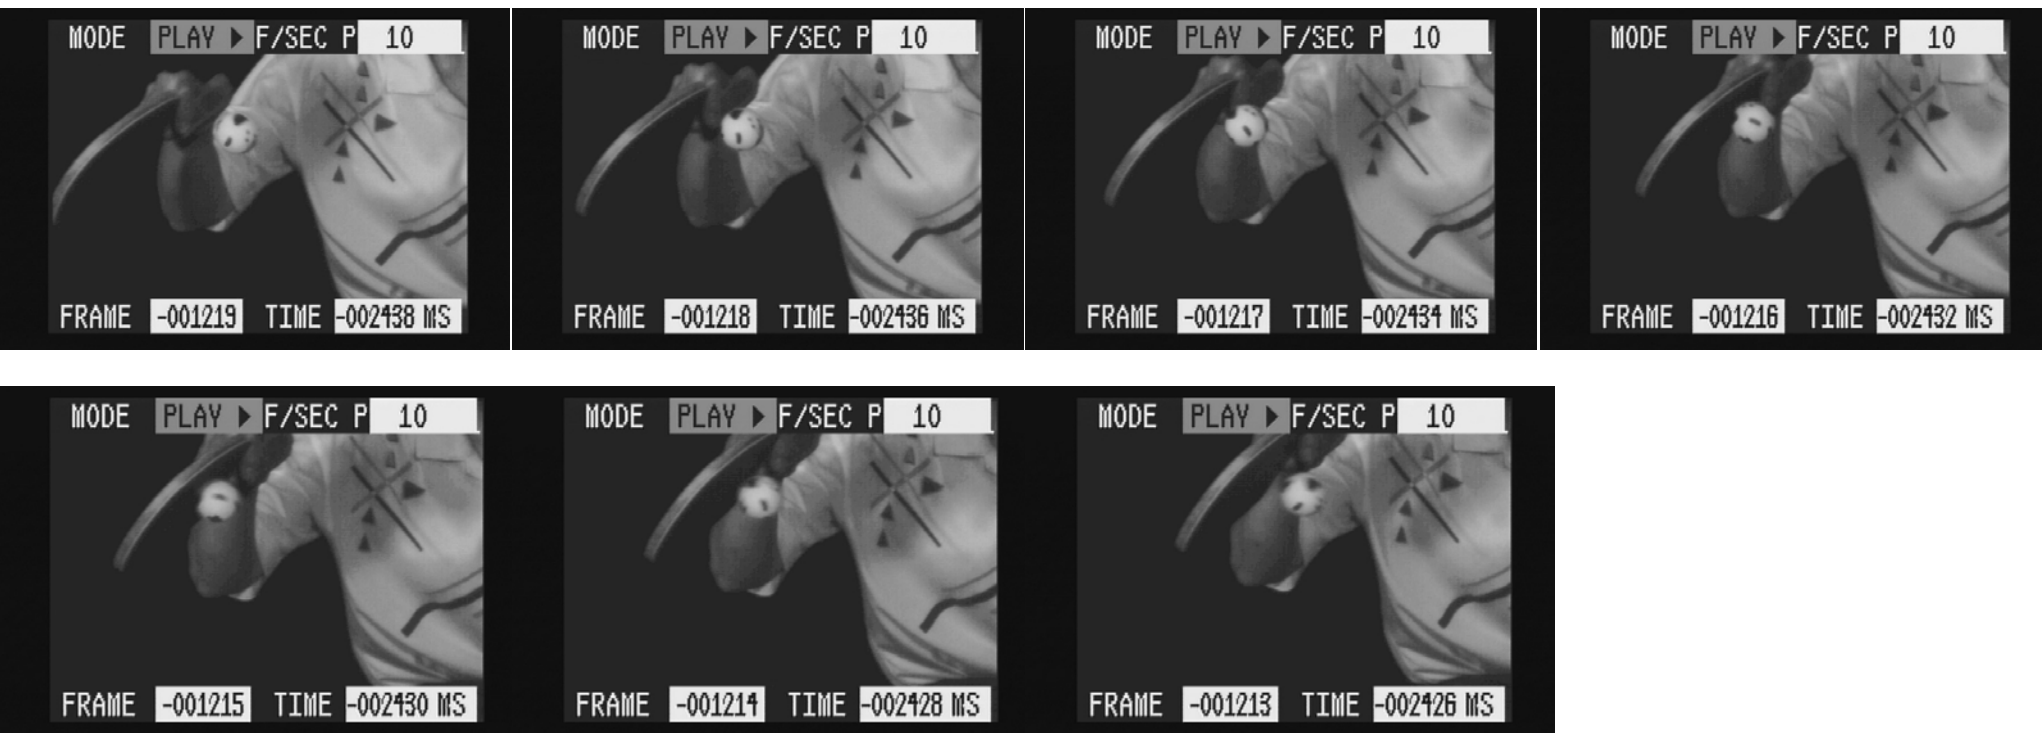 MODE PLAY ▶ F/SEC P 10
FRAME -001219 TIME -002438 MS
MODE PLAY ▶ F/SEC P 10
FRAME -001218 TIME -002436 MS
MODE PLAY ▶ F/SEC P 10
FRAME -001217 TIME -002434 MS
MODE PLAY ▶ F/SEC P 10
FRAME -001216 TIME -002432 MS
MODE PLAY ▶ F/SEC P 10
FRAME -001215 TIME -002430 MS
MODE PLAY ▶ F/SEC P 10
FRAME -001214 TIME -002428 MS
MODE PLAY ▶ F/SEC P 10
FRAME -001213 TIME -002426 MS